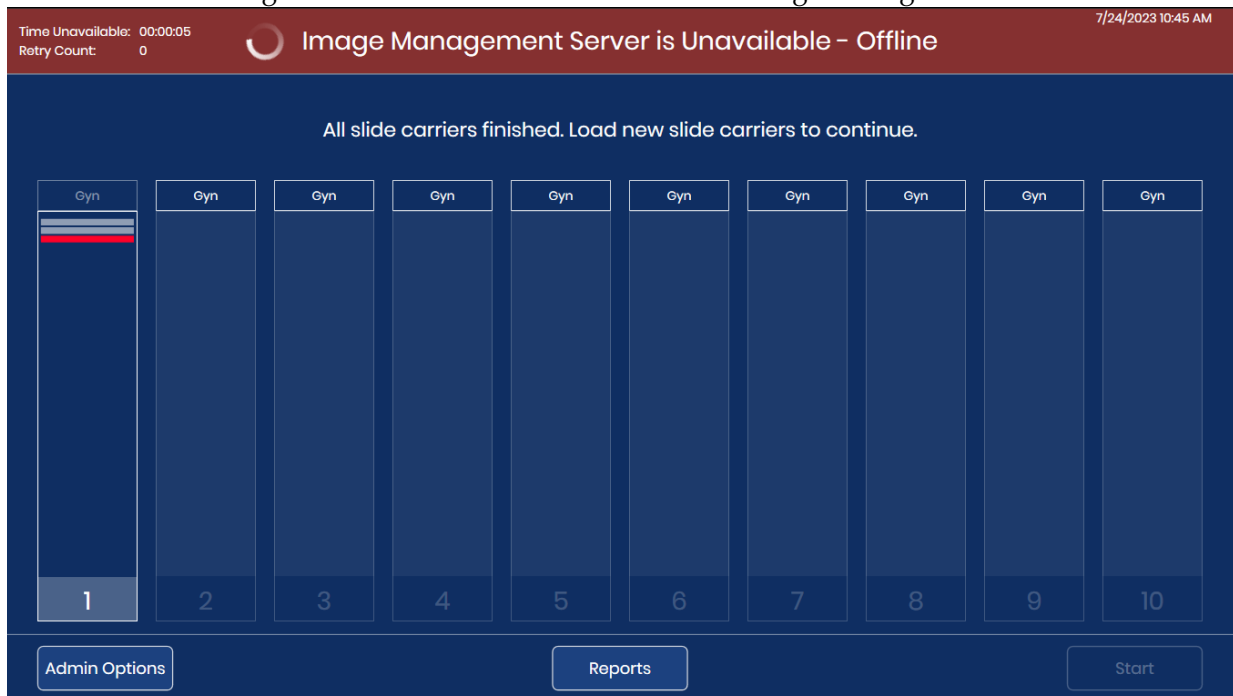 Time Unavailable: 00:00:05
Retry Count: 0
Image Management Server is Unavailable - Offline
7/24/2023 10:45 AM
All slide carriers finished. Load new slide carriers to continue.
Gyn Gyn Gyn Gyn Gyn Gyn Gyn Gyn Gyn Gyn
1 2 3 4 5 6 7 8 9 10
Admin Options Reports Start